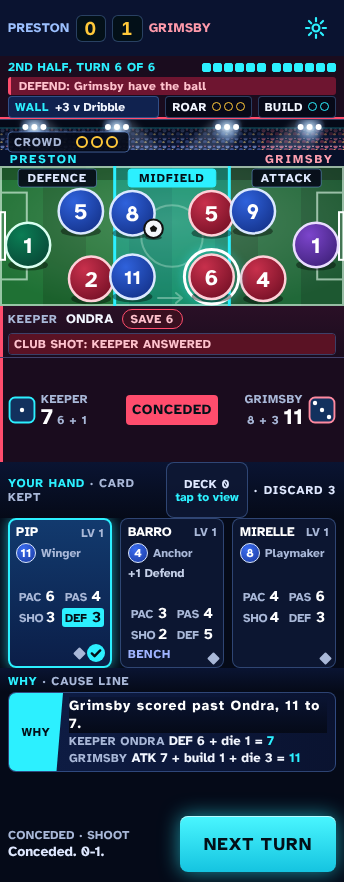 PRESTON 0 1 GRIMSBY
2ND HALF, TURN 6 OF 6
DEFEND: Grimsby have the ball
WALL +3 v Dribble ROAR BUILD
CROWD
PRESTON GRIMSBY
DEFENCE MIDFIELD ATTACK
5 8 5 9
1 1
2 11 6 4
KEEPER ONDRA SAVE 6
CLUB SHOT: KEEPER ANSWERED
KEEPER GRIMSBY
7 6 + 1 CONCEDED 8 + 3 11
YOUR HAND · CARD KEPT
DECK 0
tap to view
· DISCARD 3
PIP LV 1
11 Winger
PAC 6 PAS 4
SHO 3 DEF 3
BARRO LV 1
4 Anchor
+1 Defend
PAC 3 PAS 4
SHO 2 DEF 5
BENCH
MIRELLE LV 1
8 Playmaker
PAC 4 PAS 6
SHO 4 DEF 3
WHY · CAUSE LINE
WHY
Grimsby scored past Ondra, 11 to
7.
KEEPER ONDRA DEF 6 + die 1 = 7
GRIMSBY ATK 7 + build 1 + die 3 = 11
CONCEDED · SHOOT
Conceded. 0-1.
NEXT TURN